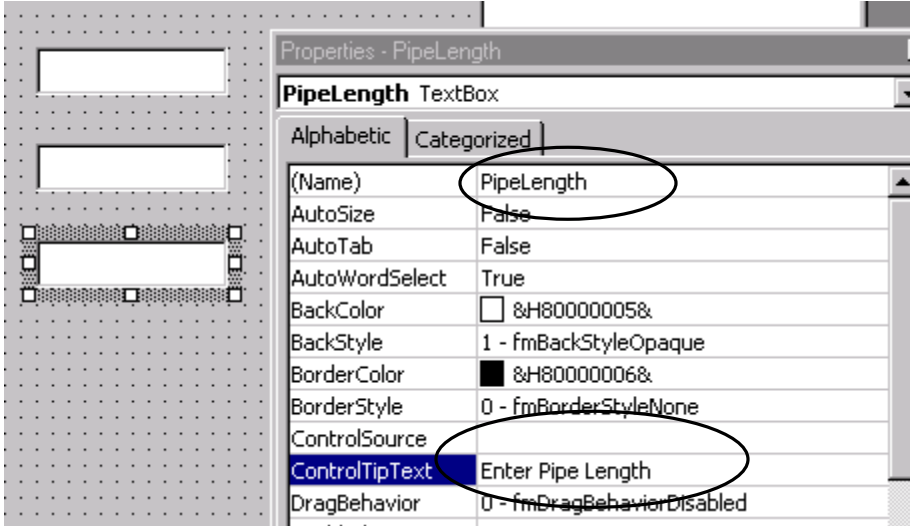 Properties - PipeLength
PipeLength TextBox
Alphabetic Categorized
(Name) PipeLength
AutoSize False
AutoTab False
AutoWordSelect True
BackColor &H80000005&
BackStyle 1 - fmBackStyleOpaque
BorderColor &H80000006&
BorderStyle 0 - fmBorderStyleNone
ControlSource
ControlTipText Enter Pipe Length
DragBehavior 0 - fmDragBehaviorDisabled